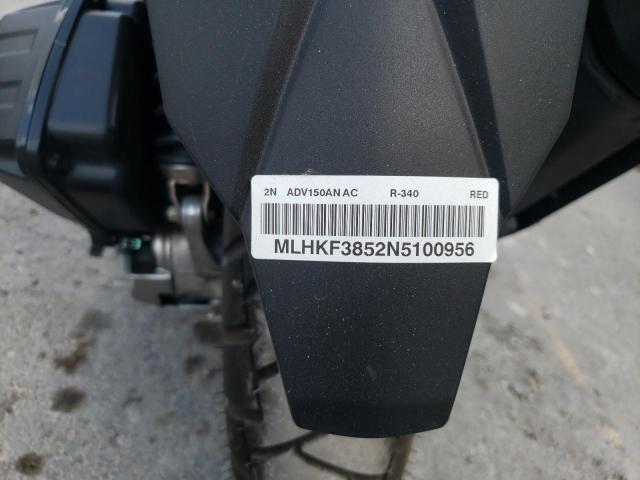 2N ADV150AN AC R-340 RED
MLHKF3852N5100956